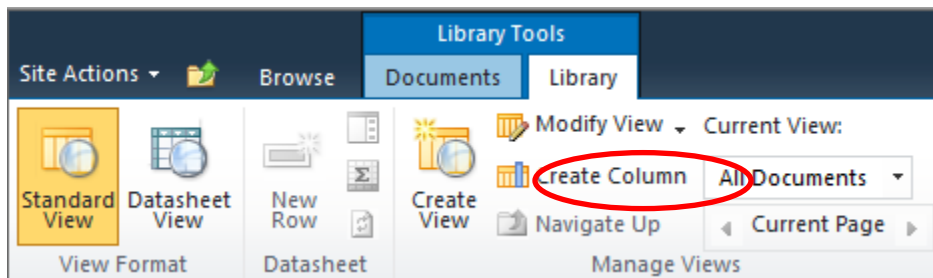 Library Tools
Site Actions Browse Documents Library
Standard View
Datasheet View
New Row
Σ
Create View
Modify View
Create Column
Navigate Up
Current View:
All Documents
Current Page
View Format
Datasheet
Manage Views